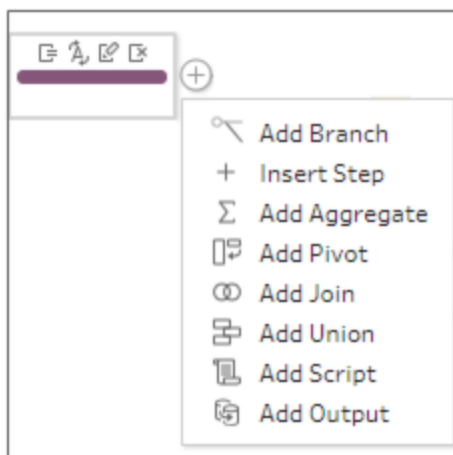 Add Branch
Insert Step
Add Aggregate
Add Pivot
Add Join
Add Union
Add Script
Add Output